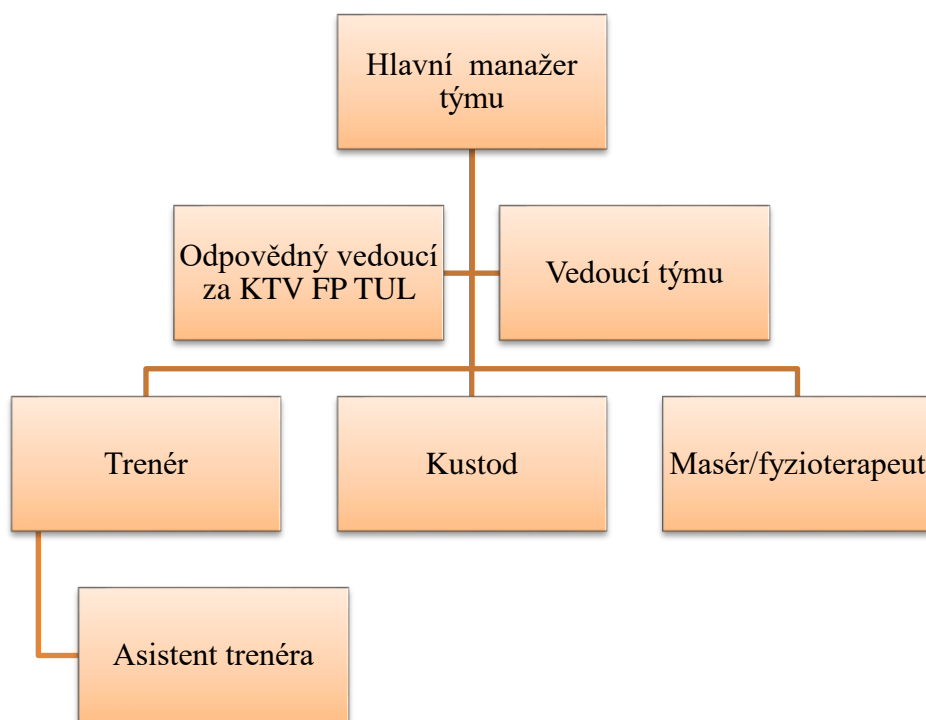 Hlavní manažer
týmu
Odpovědný vedoucí
za KTV FP TUL
Vedoucí týmu
Trenér
Kustod
Masér/fyzioterapeut
Asistent trenéra